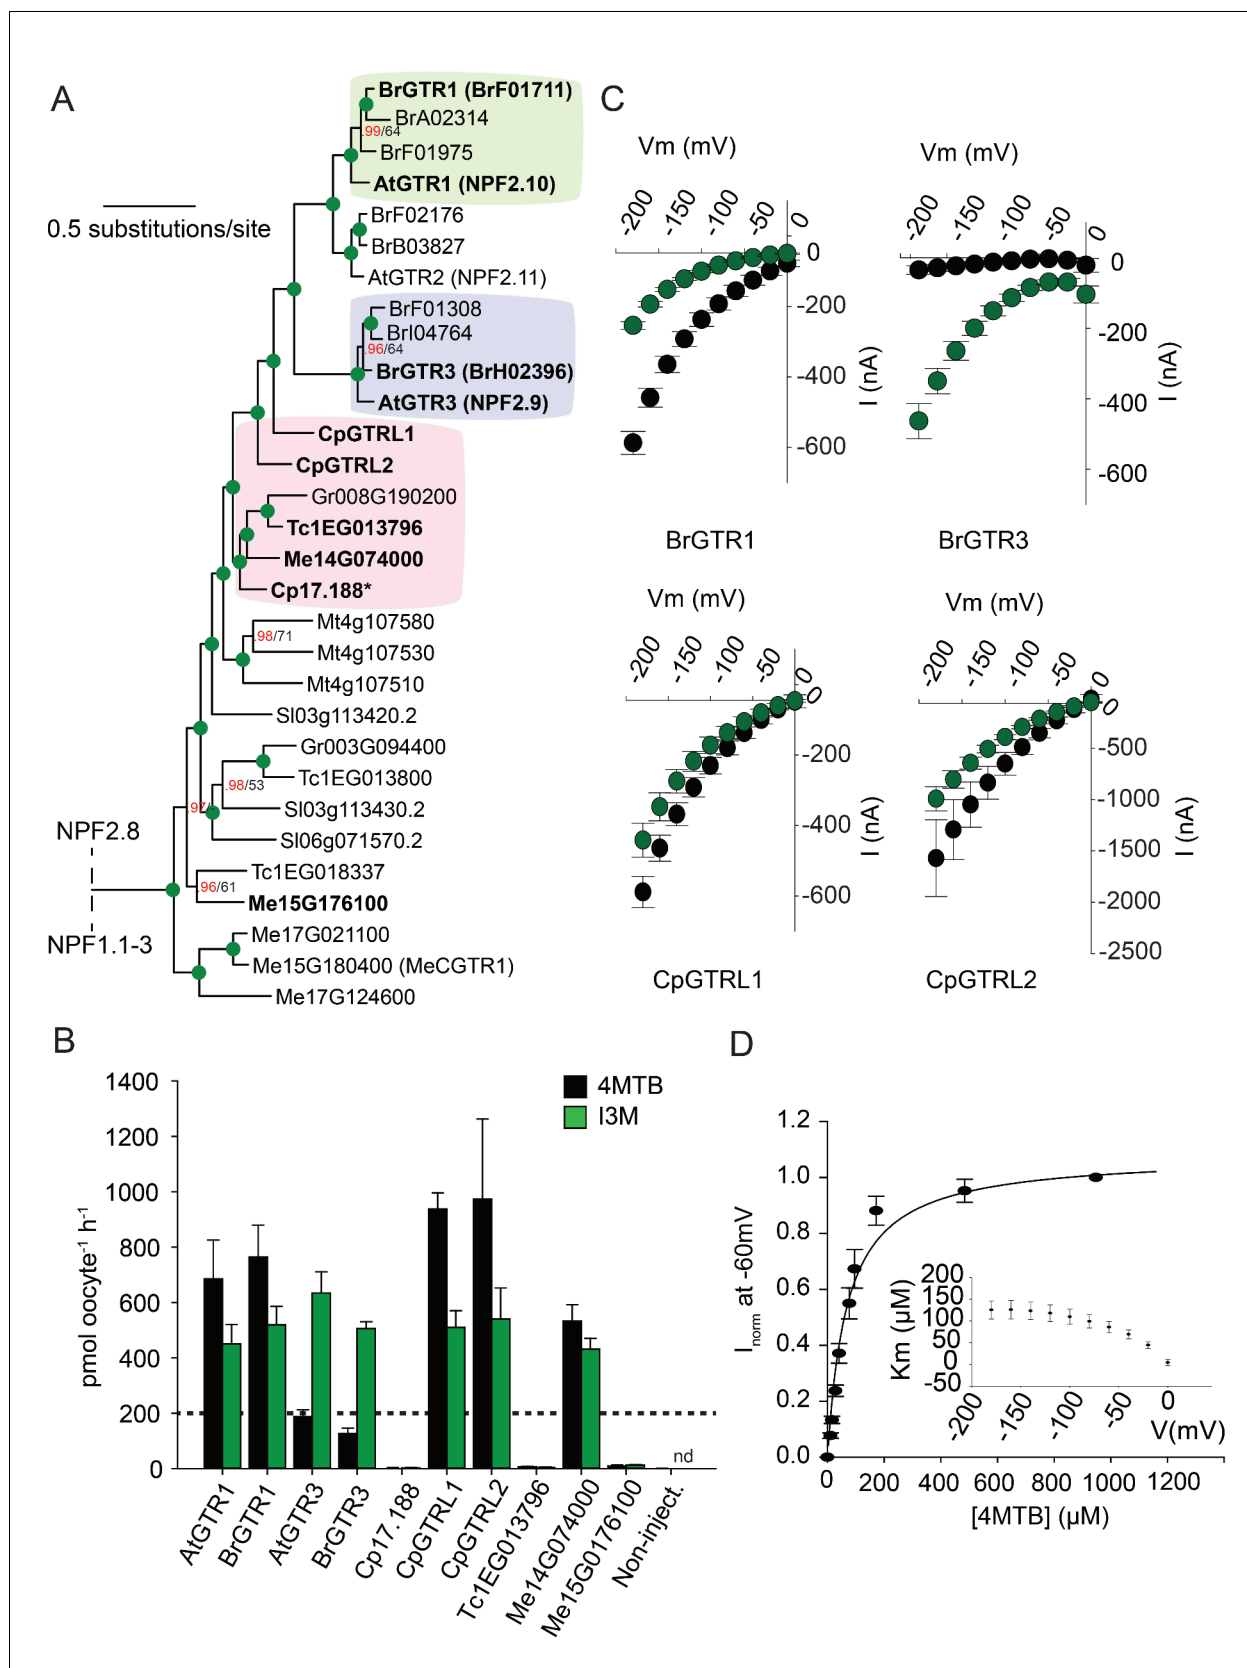 A
BrGTR1 (BrF01711)
BrA02314
.99/64
BrF01975
AtGTR1 (NPF2.10)
0.5 substitutions/site
BrF02176
BrB03827
AtGTR2 (NPF2.11)
BrF01308
BrI04764
.96/64
BrGTR3 (BrH02396)
AtGTR3 (NPF2.9)
CpGTRL1
CpGTRL2
Gr008G190200
Tc1EG013796
Me14G074000
Cp17.188*
Mt4g107580
.98/71
Mt4g107530
Mt4g107510
Sl03g113420.2
Gr003G094400
Tc1EG013800
.98/53
Sl03g113430.2
.97/
Sl06g071570.2
NPF2.8
Tc1EG018337
.96/61
Me15G176100
NPF1.1-3
Me17G021100
Me15G180400 (MeCGTR1)
Me17G124600
C
Vm (mV)
-200 -150 -100 -50 0
0
-200
-400
-600
I (nA)
BrGTR1
Vm (mV)
-200 -150 -100 -50 0
0
-200
-400
-600
I (nA)
BrGTR3
Vm (mV)
-200 -150 -100 -50 0
0
-200
-400
-600
I (nA)
CpGTRL1
Vm (mV)
-200 -150 -100 -50 0
0
-500
-1000
-1500
-2000
-2500
I (nA)
CpGTRL2
B
4MTB
I3M
pmol oocyte⁻¹ h⁻¹
1400
1200
1000
800
600
400
200
0
nd
AtGTR1
BrGTR1
AtGTR3
BrGTR3
Cp17.188
CpGTRL1
CpGTRL2
Tc1EG013796
Me14G074000
Me15G0176100
Non-inject.
D
Inorm at -60mV
1.2
1.0
0.8
0.6
0.4
0.2
0.0
0 200 400 600 800 1000 1200
[4MTB] (µM)
Km (µM)
200
150
100
50
0
-50
-200 -150 -100 -50 0
V(mV)